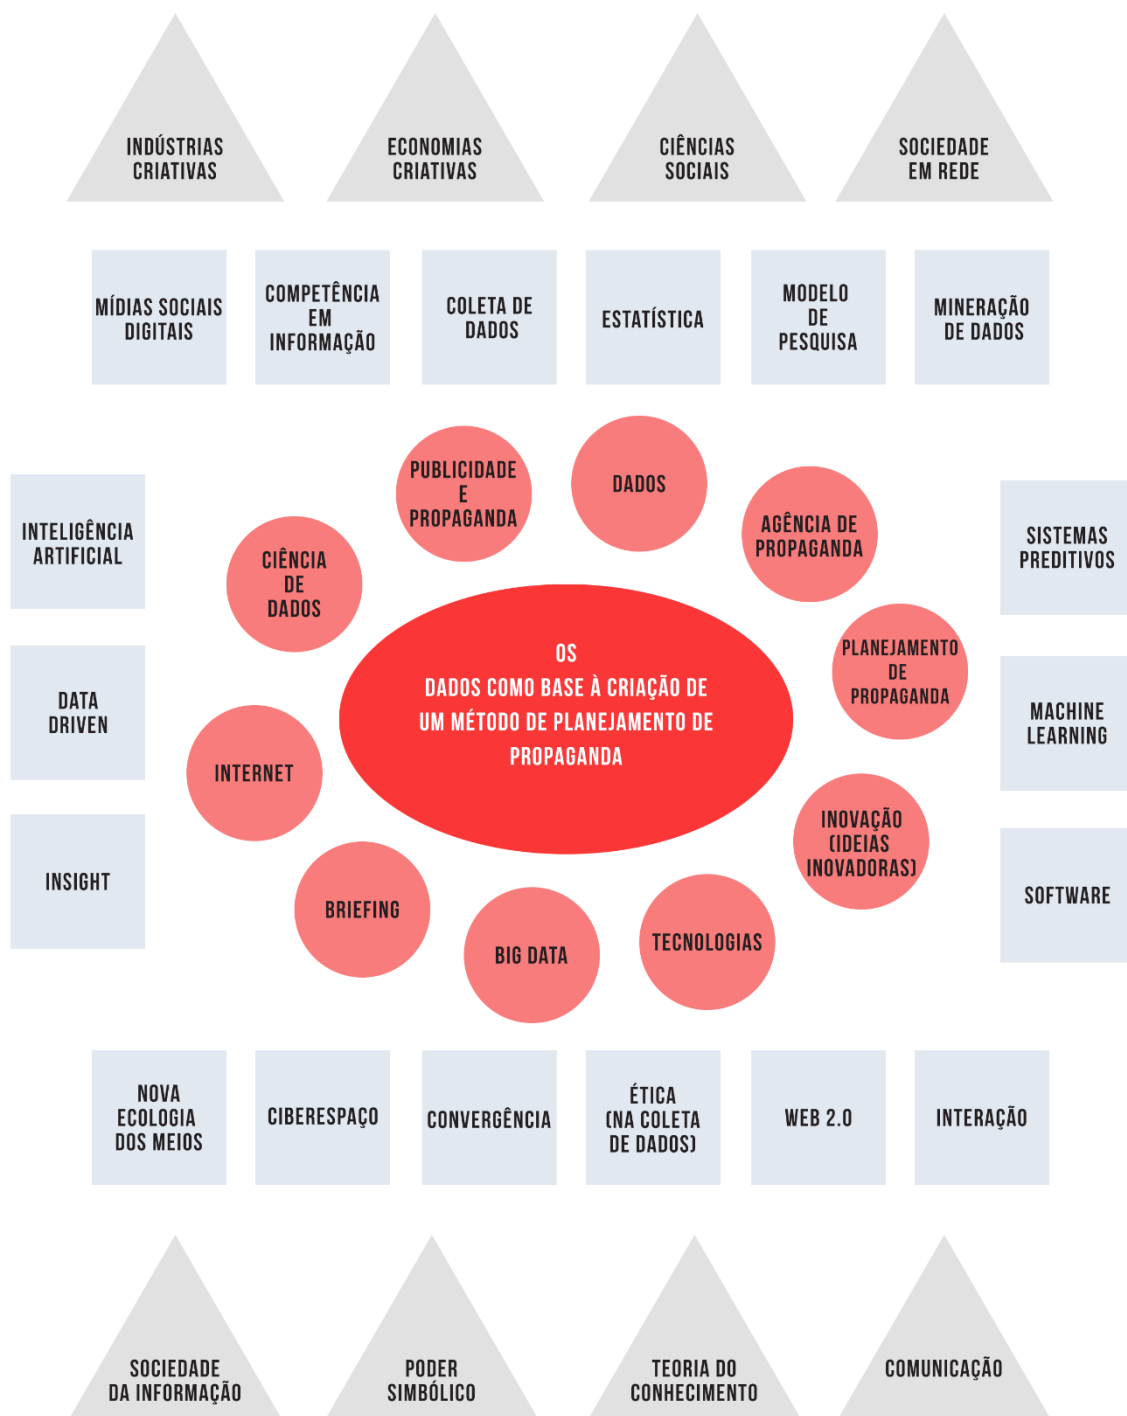 INDÚSTRIAS
CRIATIVAS
ECONOMIAS
CRIATIVAS
CIÊNCIAS
SOCIAIS
SOCIEDADE
EM REDE
MÍDIAS SOCIAIS
DIGITAIS
COMPETÊNCIA
EM
INFORMAÇÃO
COLETA DE
DADOS
ESTATÍSTICA
MODELO
DE
PESQUISA
MINERAÇÃO
DE DADOS
PUBLICIDADE
E
PROPAGANDA
DADOS
AGÊNCIA DE
PROPAGANDA
INTELIGÊNCIA
ARTIFICIAL
CIÊNCIA
DE
DADOS
SISTEMAS
PREDITIVOS
OS
DADOS COMO BASE À CRIAÇÃO DE
UM MÉTODO DE PLANEJAMENTO DE
PROPAGANDA
PLANEJAMENTO
DE
PROPAGANDA
DATA
DRIVEN
INTERNET
MACHINE
LEARNING
INSIGHT
BRIEFING
BIG DATA
TECNOLOGIAS
INOVAÇÃO
(IDEIAS
INOVADORAS)
SOFTWARE
NOVA
ECOLOGIA
DOS MEIOS
CIBERESPAÇO
CONVERGÊNCIA
ÉTICA
(NA COLETA
DE DADOS)
WEB 2.0
INTERAÇÃO
SOCIEDADE
DA INFORMAÇÃO
PODER
SIMBÓLICO
TEORIA DO
CONHECIMENTO
COMUNICAÇÃO